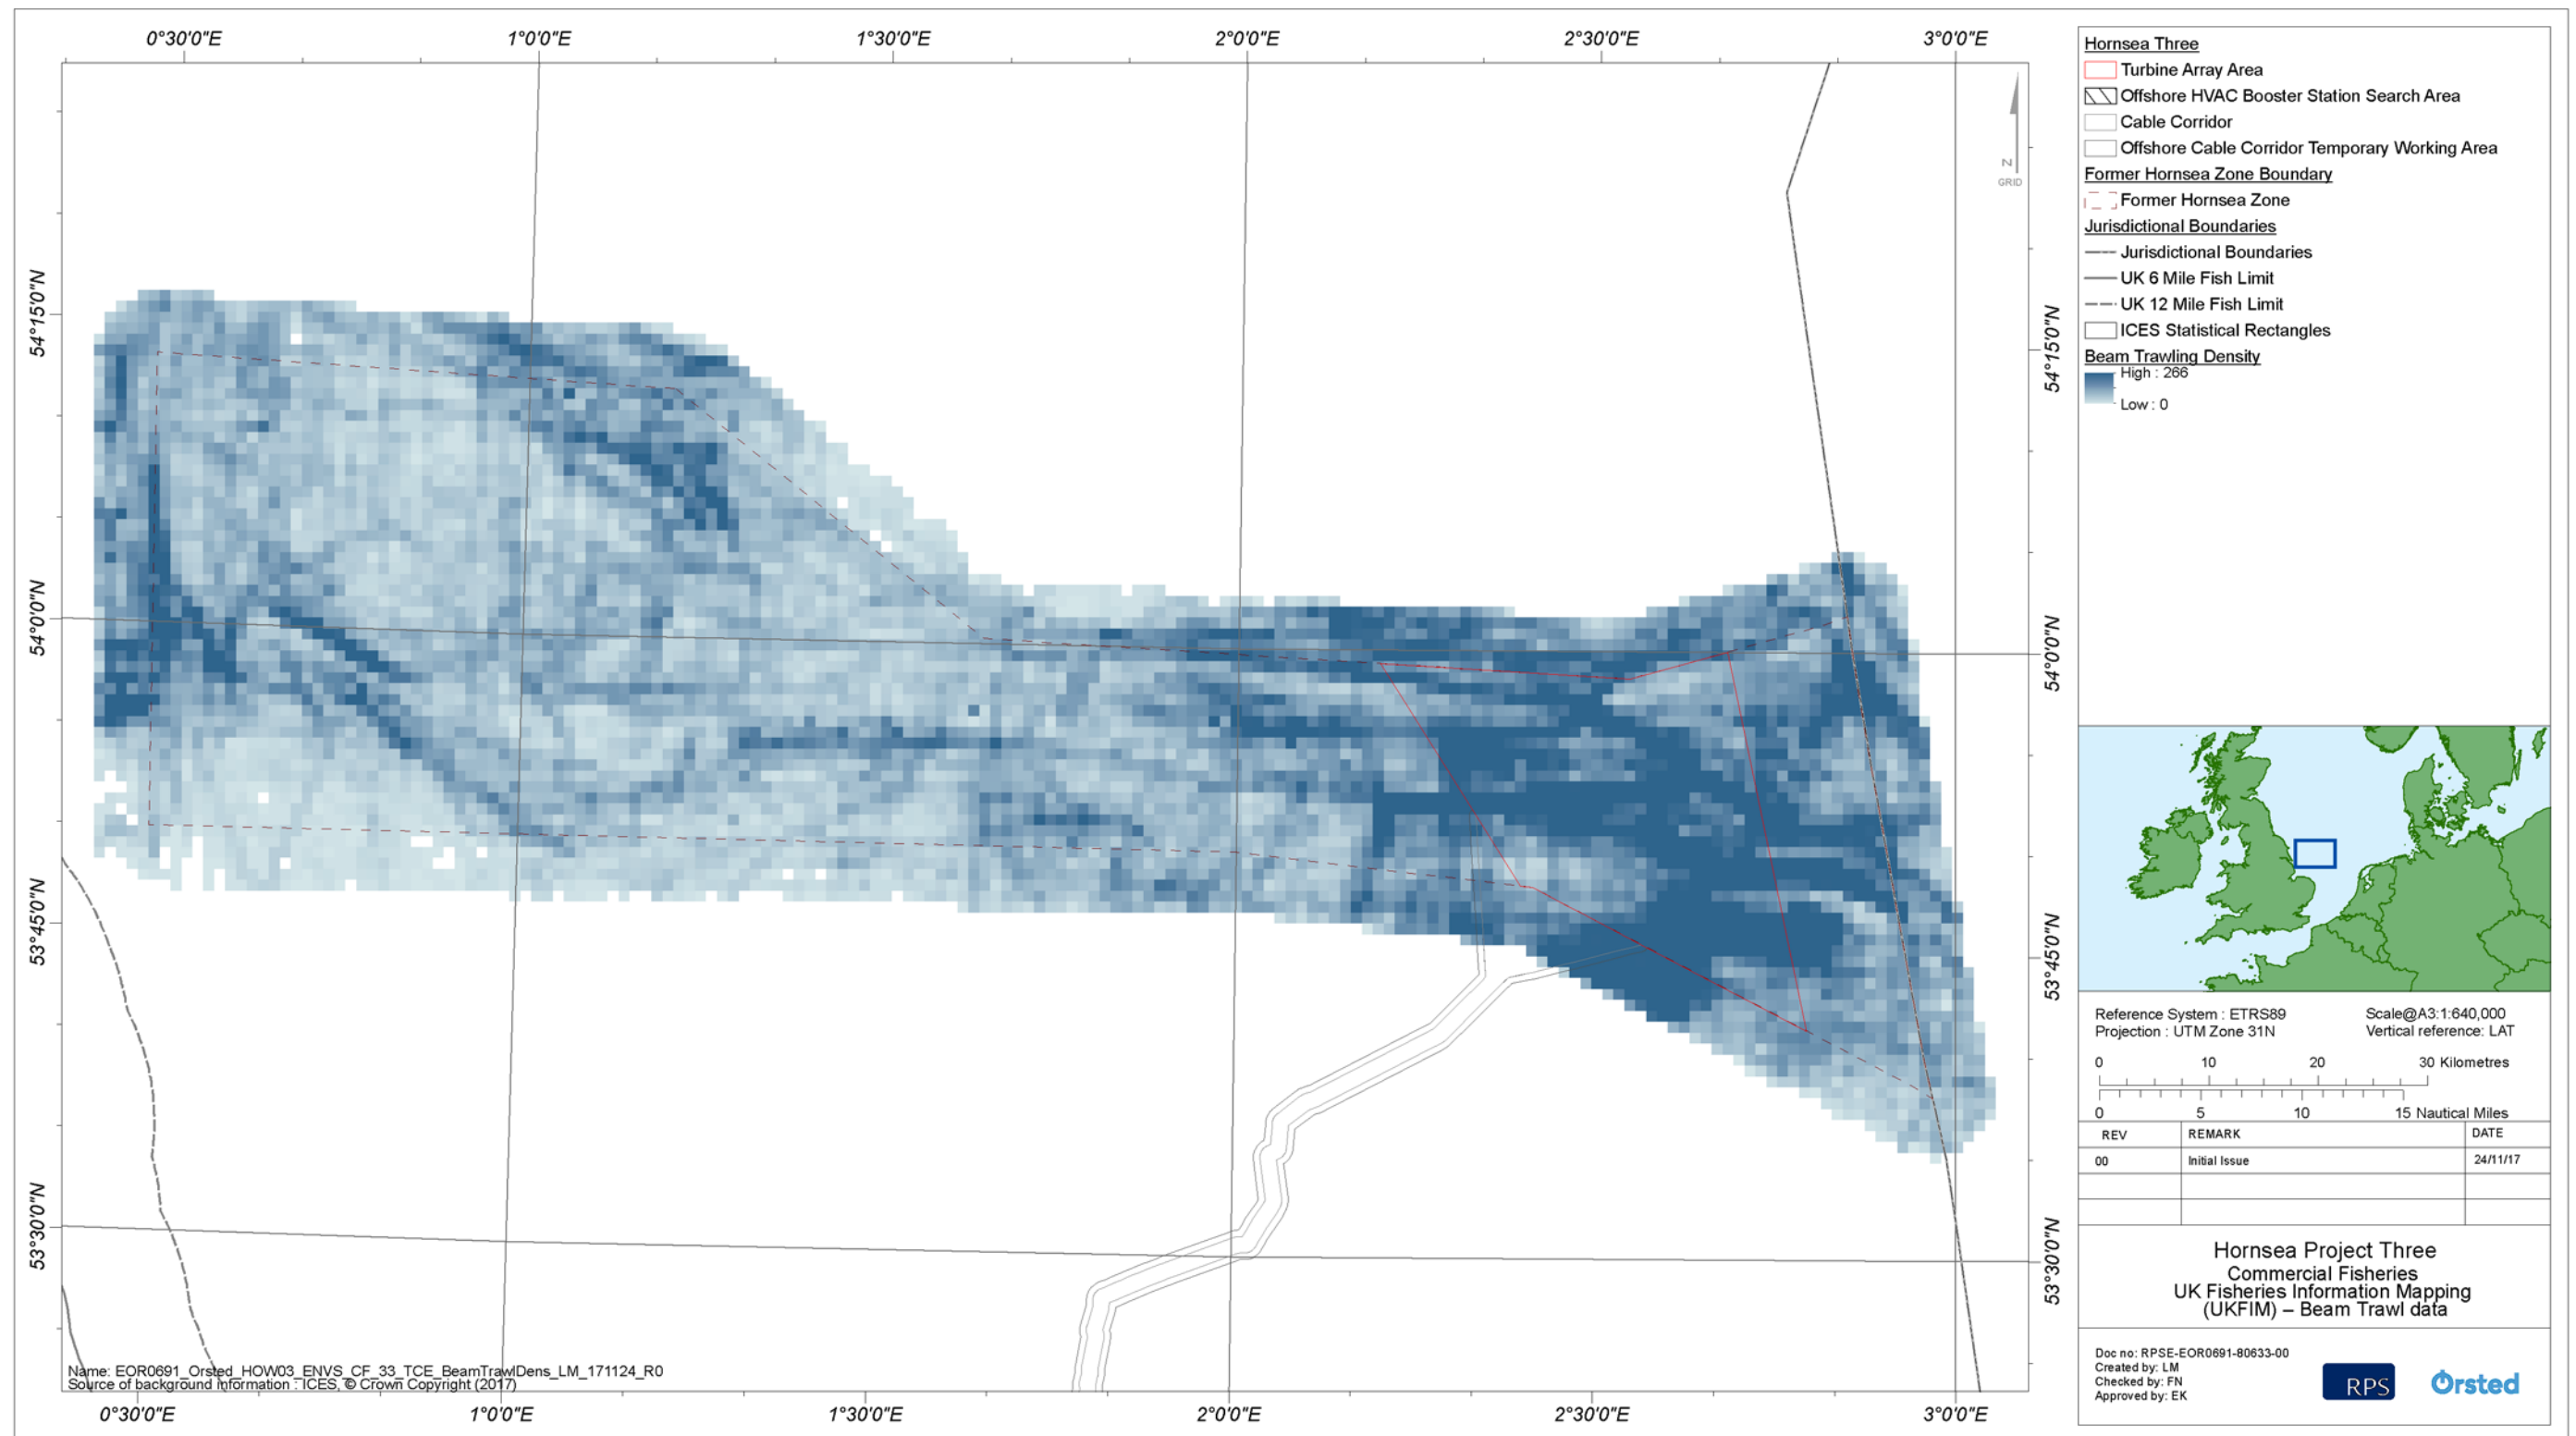 0°30'0"E 1°0'0"E 1°30'0"E 2°0'0"E 2°30'0"E 3°0'0"E
54°15'0"N
54°0'0"N
53°45'0"N
53°30'0"N
N
GRID
54°15'0"N
54°0'0"N
53°45'0"N
53°30'0"N
Name: EOR0691_Orsted_HOW03_ENVS_CF_33_TCE_BeamTrawlDens_LM_171124_R0
Source of background information : ICES, © Crown Copyright (2017)
0°30'0"E 1°0'0"E 1°30'0"E 2°0'0"E 2°30'0"E 3°0'0"E
Hornsea Three
Turbine Array Area
Offshore HVAC Booster Station Search Area
Cable Corridor
Offshore Cable Corridor Temporary Working Area
Former Hornsea Zone Boundary
Former Hornsea Zone
Jurisdictional Boundaries
Jurisdictional Boundaries
UK 6 Mile Fish Limit
UK 12 Mile Fish Limit
ICES Statistical Rectangles
Beam Trawling Density
High : 266
Low : 0
Reference System : ETRS89 Scale@A3:1:640,000
Projection : UTM Zone 31N Vertical reference: LAT
0 10 20 30 Kilometres
0 5 10 15 Nautical Miles
REV REMARK DATE
00 Initial Issue 24/11/17
Hornsea Project Three
Commercial Fisheries
UK Fisheries Information Mapping
(UKFIM) – Beam Trawl data
Doc no: RPSE-EOR0691-80633-00
Created by: LM
Checked by: FN
Approved by: EK
RPS
Ørsted